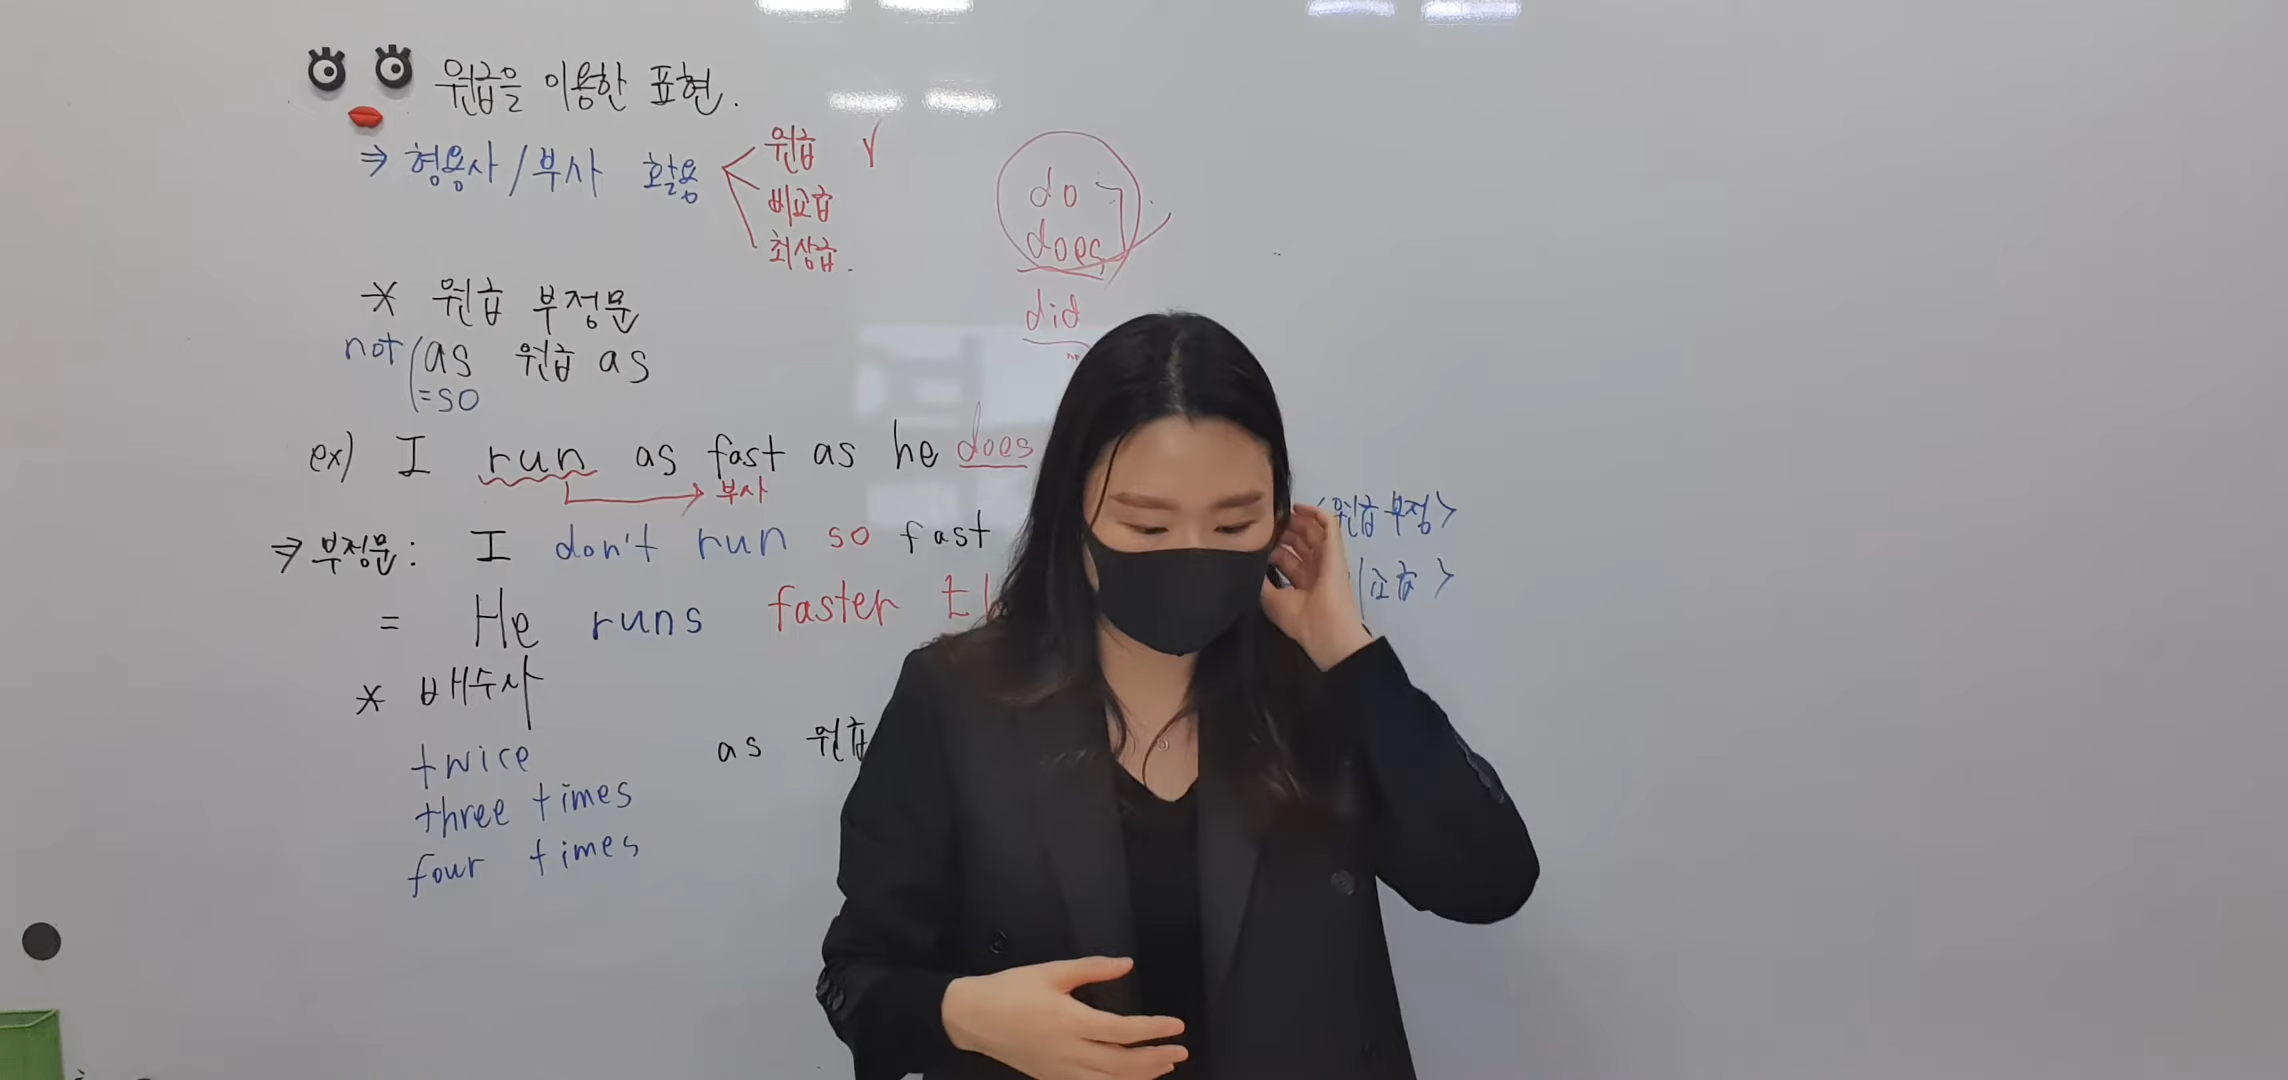 원급을 이용한 표현.
⇒ 형용사/부사 활용
원급 √
비교급
최상급.
do
does
did
* 원급 부정문
not as 원급 as
=so
ex) I run as fast as he does
부사
⇒ 부정문: I don't run so fast
<원급 부정>
= He runs faster
교급>
* 배수사
twice
as 원급
three times
four times